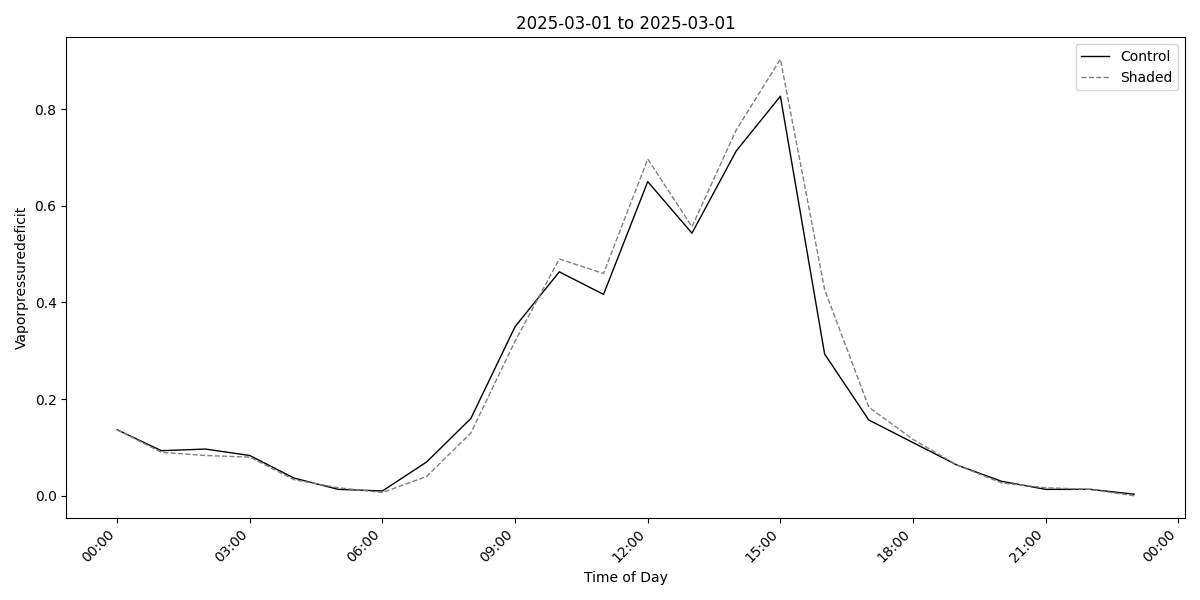 2025-03-01 to 2025-03-01
Control
Shaded
Vaporpressuredeficit
0.8
0.6
0.4
0.2
0.0
00:00
03:00
06:00
09:00
12:00
15:00
18:00
21:00
00:00
Time of Day